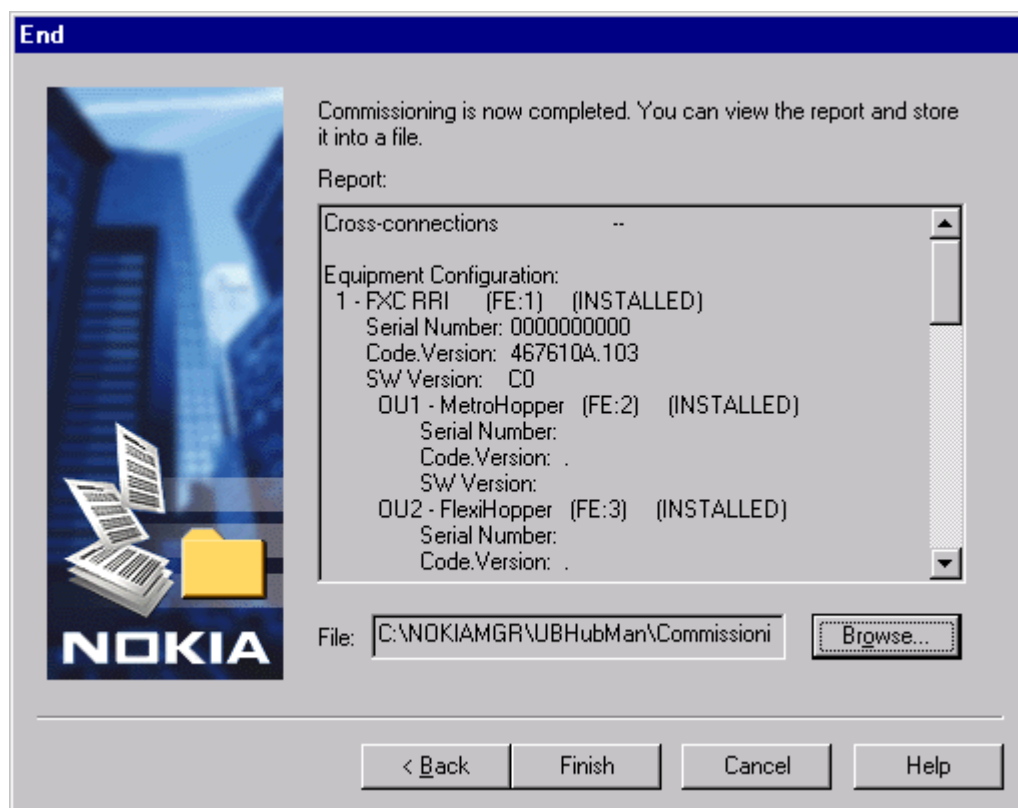 End
Commissioning is now completed. You can view the report and store
it into a file.
Report:
Cross-connections --
Equipment Configuration:
1 - FXC RRI (FE:1) (INSTALLED)
Serial Number: 0000000000
Code.Version: 467610A.103
SW Version: C0
OU1 - MetroHopper (FE:2) (INSTALLED)
Serial Number:
Code.Version: .
SW Version:
OU2 - FlexiHopper (FE:3) (INSTALLED)
Serial Number:
Code.Version: .
NOKIA
File: C:\NOKIAMGR\UBHubMan\Commissioni Browse...
< Back Finish Cancel Help